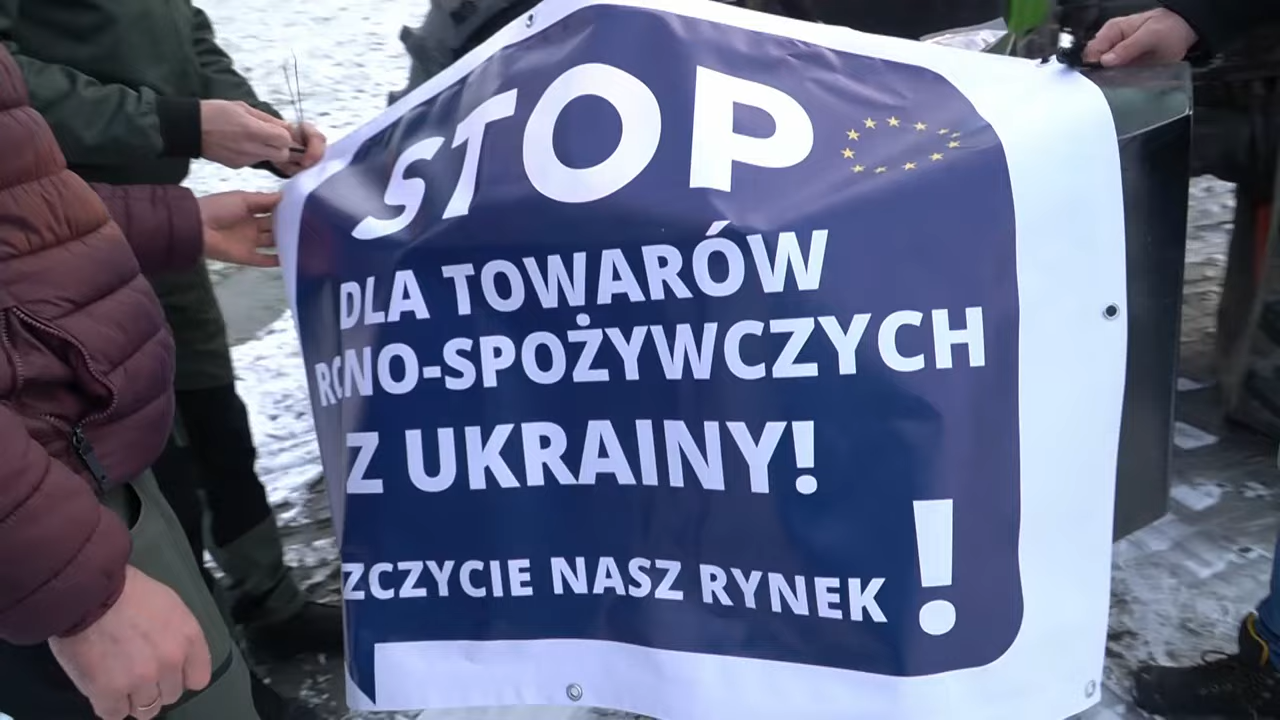 STOP
DLA TOWARÓW
NO-SPOŻYWCZYCH
Z UKRAINY!
ZCZYCIE NASZ RYNEK
!